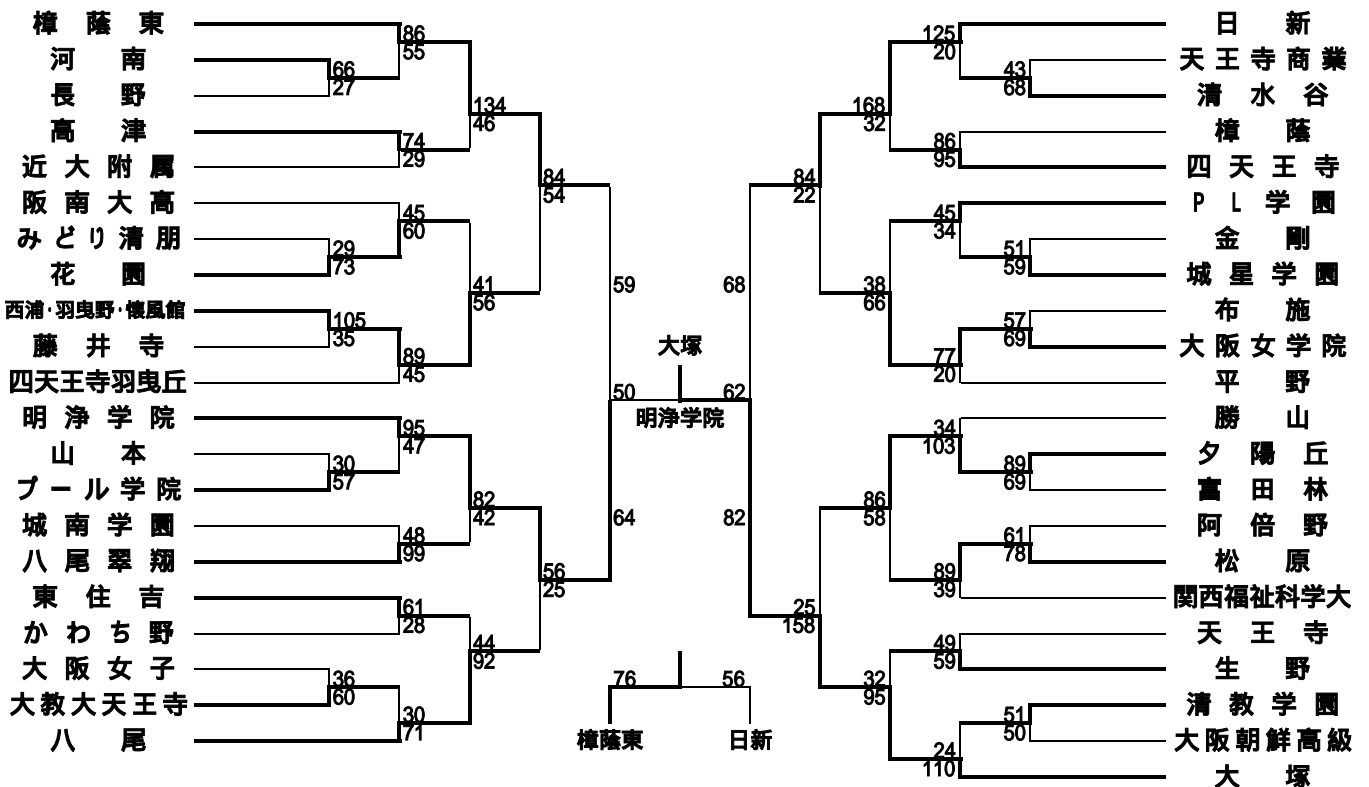 樟蔭東
河南
長野
高津
近大附属
阪南大高
みどり清朋
花園
西浦・羽曳野・懐風館
藤井寺
四天王寺羽曳丘
明浄学院
山本
プール学院
城南学園
八尾翠翔
東住吉
かわち野
大阪女子
大教大天王寺
八尾
86
55
66
27
74
29
45
60
29
73
105
35
89
45
95
47
30
57
48
99
61
28
36
60
30
71
134
46
41
56
82
42
44
92
84
54
56
25
59
64
50
62
大塚
明浄学院
76
56
樟蔭東
日新
68
82
84
22
25
158
168
32
38
66
86
58
32
95
125
20
43
68
86
95
45
34
51
59
57
69
77
20
34
103
89
69
61
78
89
39
49
59
51
50
24
110
日新
天王寺商業
清水谷
樟蔭
四天王寺
PL学園
金剛
城星学園
布施
大阪女学院
平野
勝山
夕陽丘
富田林
阿倍野
松原
関西福祉科学大
天王寺
生野
清教学園
大阪朝鮮高級
大塚